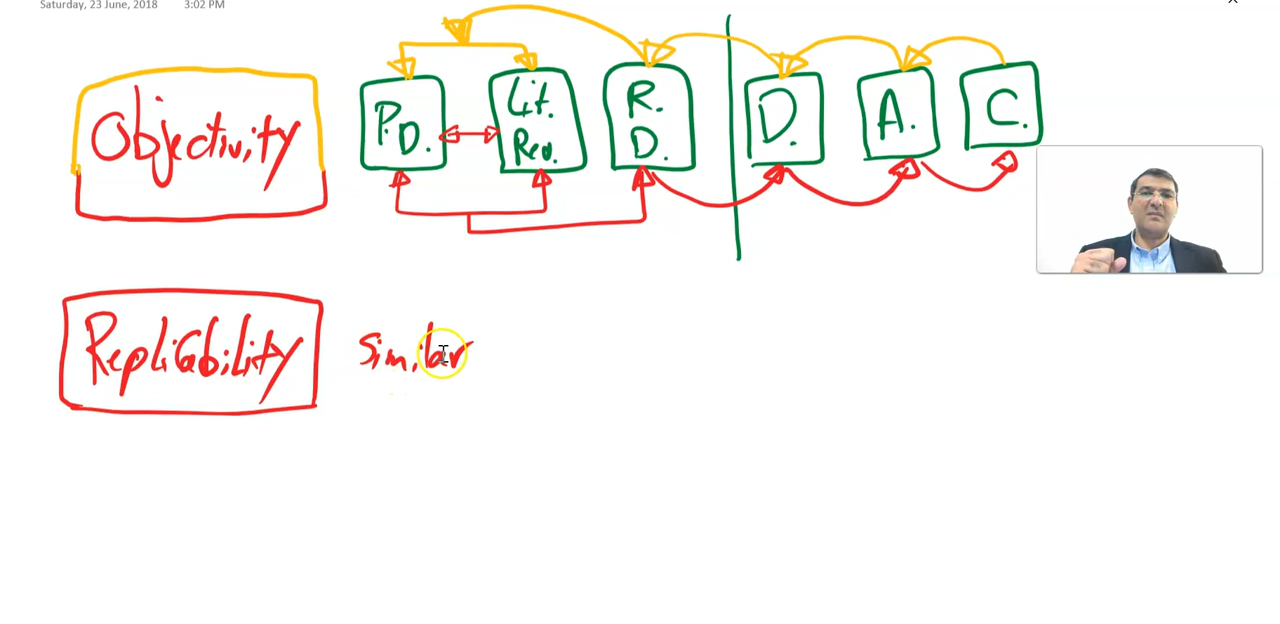 Saturday, 23 June, 2018 3:02 PM
Objectivity
P.D.
Lit.
Rev.
R.
D.
D.
A.
C.
Replicability
Similar